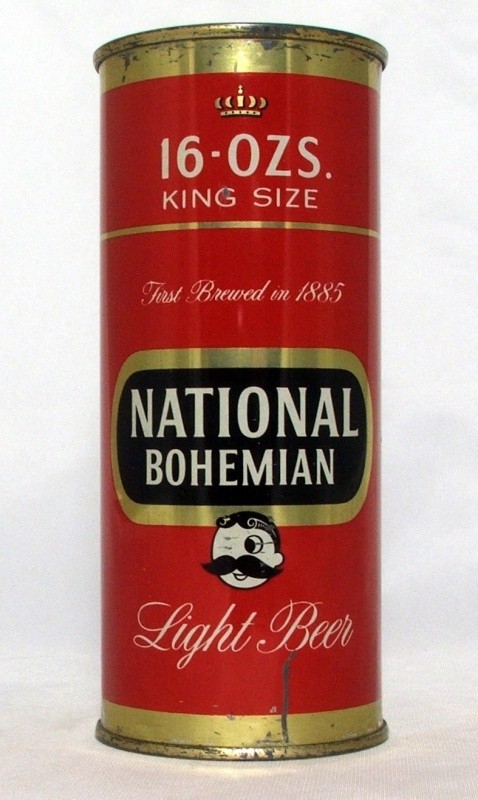 16-OZS.
KING SIZE
First Brewed in 1885
NATIONAL
BOHEMIAN
Light Beer